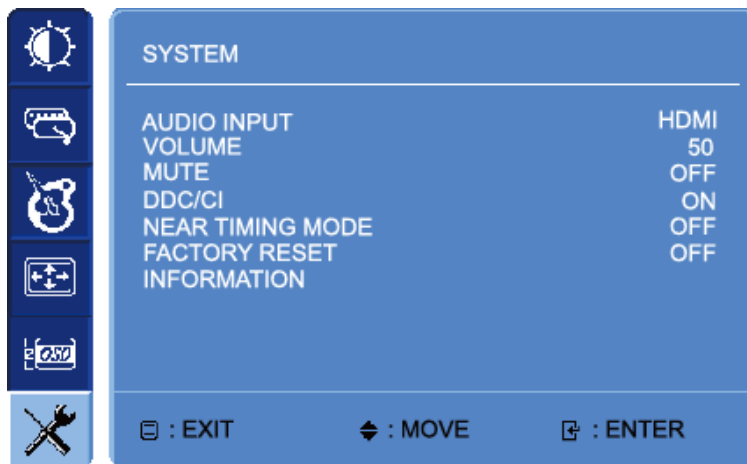 SYSTEM
AUDIO INPUT HDMI
VOLUME 50
MUTE OFF
DDC/CI ON
NEAR TIMING MODE OFF
FACTORY RESET OFF
INFORMATION
OSD
: EXIT : MOVE : ENTER